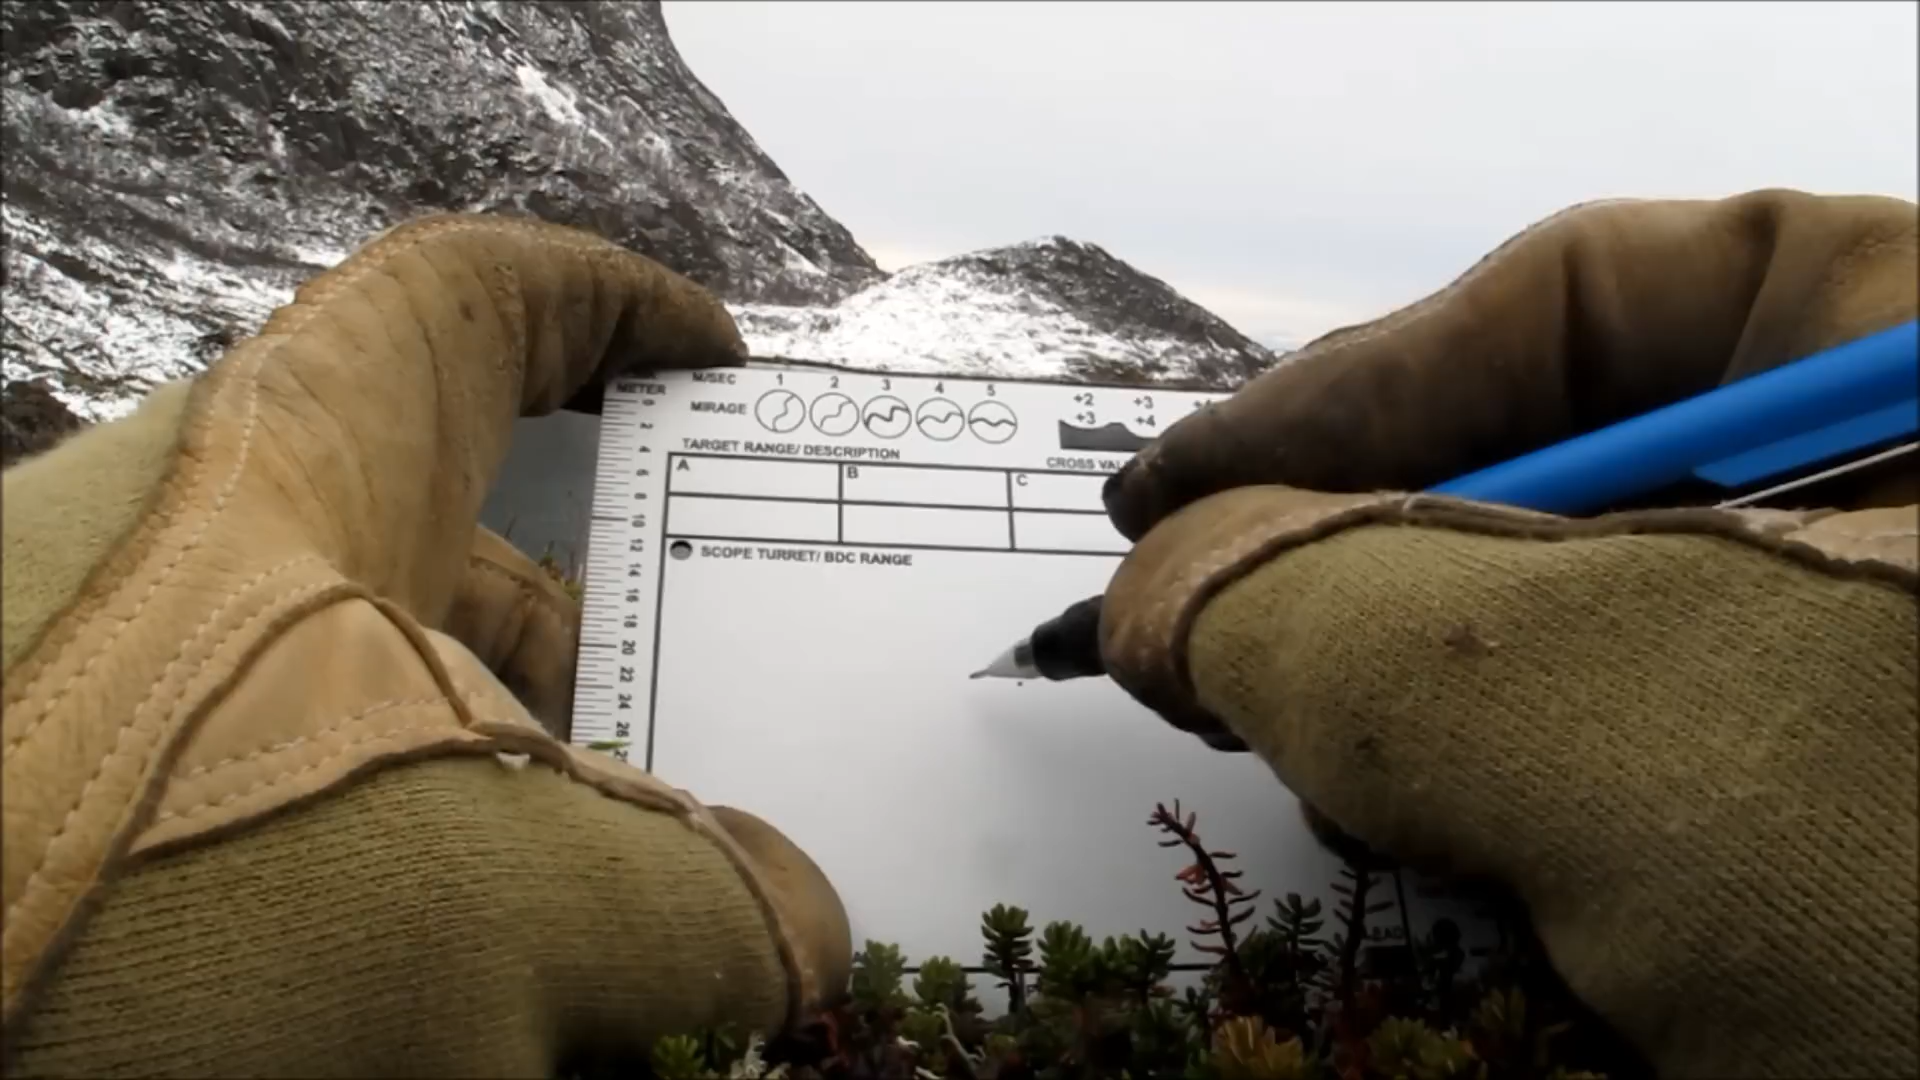 METER
M/SEC 1 2 3 4 5
MIRAGE
+2 +3
+3 +4
TARGET RANGE/ DESCRIPTION
CROSS
A B C
SCOPE TURRET/ BDC RANGE
0
2
4
6
8
10
12
14
16
18
20
22
24
26